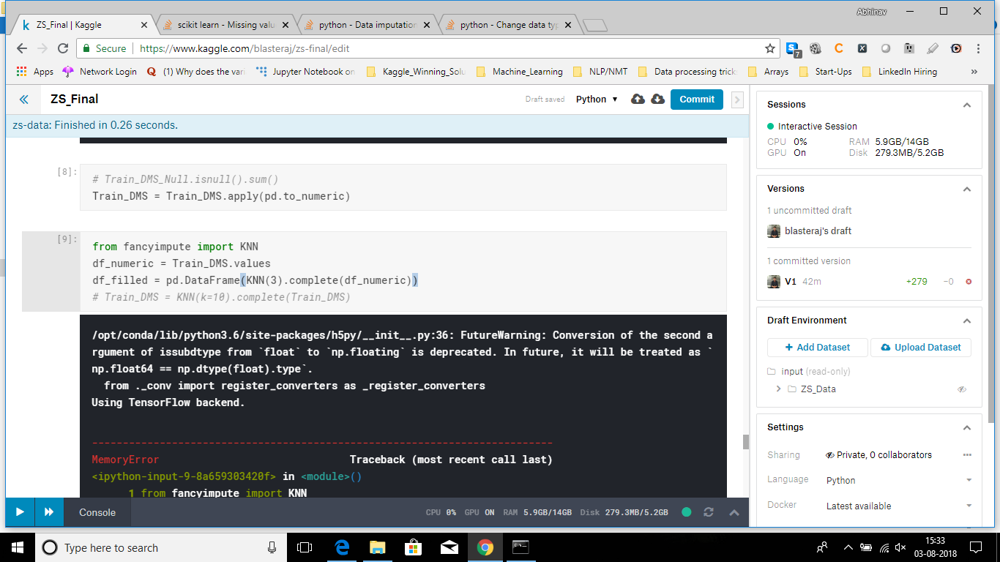 Abhinav
ZS_Final | Kaggle
scikit learn - Missing valu
python - Data imputation
python - Change data typ
Secure
https://www.kaggle.com/blasteraj/zs-final/edit
7
Apps
Network Login
(1) Why does the vari
Jupyter Notebook on
Kaggle_Winning_Solu
Machine_Learning
NLP/NMT
Data processing trick
Arrays
Start-Ups
LinkedIn Hiring
»
ZS_Final
Draft saved
Python
Commit
zs-data: Finished in 0.26 seconds.
[8]:
# Train_DMS_Null.isnull().sum()
Train_DMS = Train_DMS.apply(pd.to_numeric)
[9]:
from fancyimpute import KNN
df_numeric = Train_DMS.values
df_filled = pd.DataFrame(KNN(3).complete(df_numeric))
# Train_DMS = KNN(k=10).complete(Train_DMS)
/opt/conda/lib/python3.6/site-packages/h5py/__init__.py:36: FutureWarning: Conversion of the second a
rgument of issubdtype from `float` to `np.floating` is deprecated. In future, it will be treated as `
np.float64 == np.dtype(float).type`.
from ._conv import register_converters as _register_converters
Using TensorFlow backend.
---------------------------------------------------------------------------
MemoryError                               Traceback (most recent call last)
<ipython-input-9-8a659303420f> in <module>()
1 from fancyimpute import KNN
Console
CPU 0% GPU ON RAM 5.9GB/14GB Disk 279.3MB/5.2GB
Sessions
Interactive Session
CPU 0% RAM 5.9GB/14GB
GPU On Disk 279.3MB/5.2GB
Versions
1 uncommitted draft
blasteraj's draft
1 committed version
V1 42m +279 −0
Draft Environment
+ Add Dataset
Upload Dataset
input (read-only)
ZS_Data
Settings
Sharing
Private, 0 collaborators
Language
Python
Docker
Latest available
Type here to search
15:33
03-08-2018